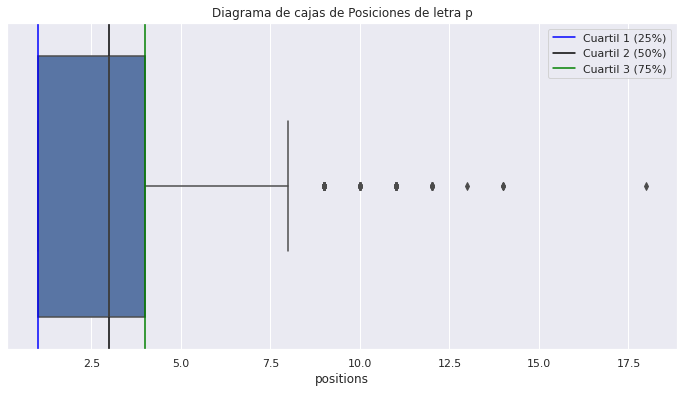 Diagrama de cajas de Posiciones de letra p
Cuartil 1 (25%)
Cuartil 2 (50%)
Cuartil 3 (75%)
2.5 5.0 7.5 10.0 12.5 15.0 17.5
positions